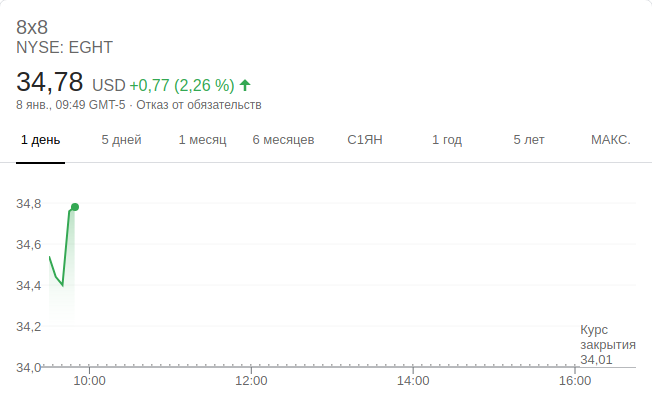 8x8
NYSE: EGHT
34,78 USD +0,77 (2,26 %)
8 янв., 09:49 GMT-5 · Отказ от обязательств
1 день 5 дней 1 месяц 6 месяцев С1ЯН 1 год 5 лет МАКС.
34,8
34,6
34,4
34,2
Курс
закрытия
34,01
34,0
10:00 12:00 14:00 16:00